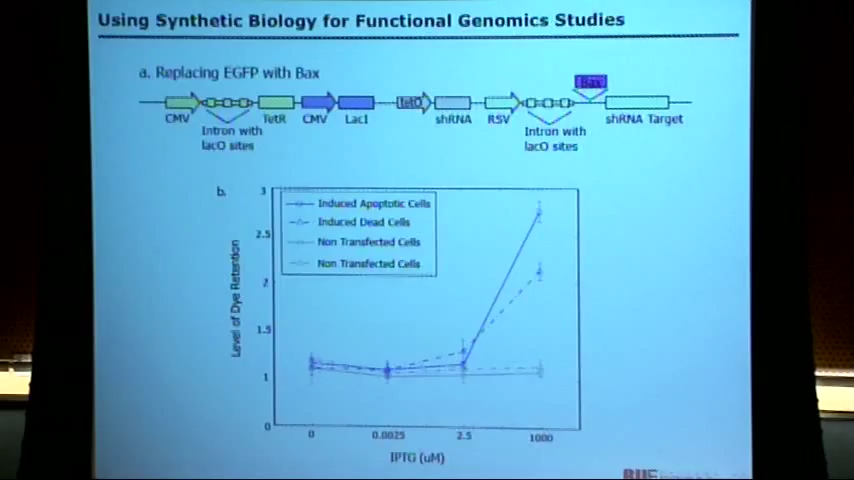 Using Synthetic Biology for Functional Genomics Studies
a. Replacing EGFP with Bax
Bax
tetO
CMV TetR CMV LacI shRNA RSV shRNA Target
Intron with lacO sites
Intron with lacO sites
b.
3
2.5
2
1.5
1
0
Level of Dye Retention
Induced Apoptotic Cells
Induced Dead Cells
Non Transfected Cells
Non Transfected Cells
0 0.0025 2.5 1000
IPTG (uM)